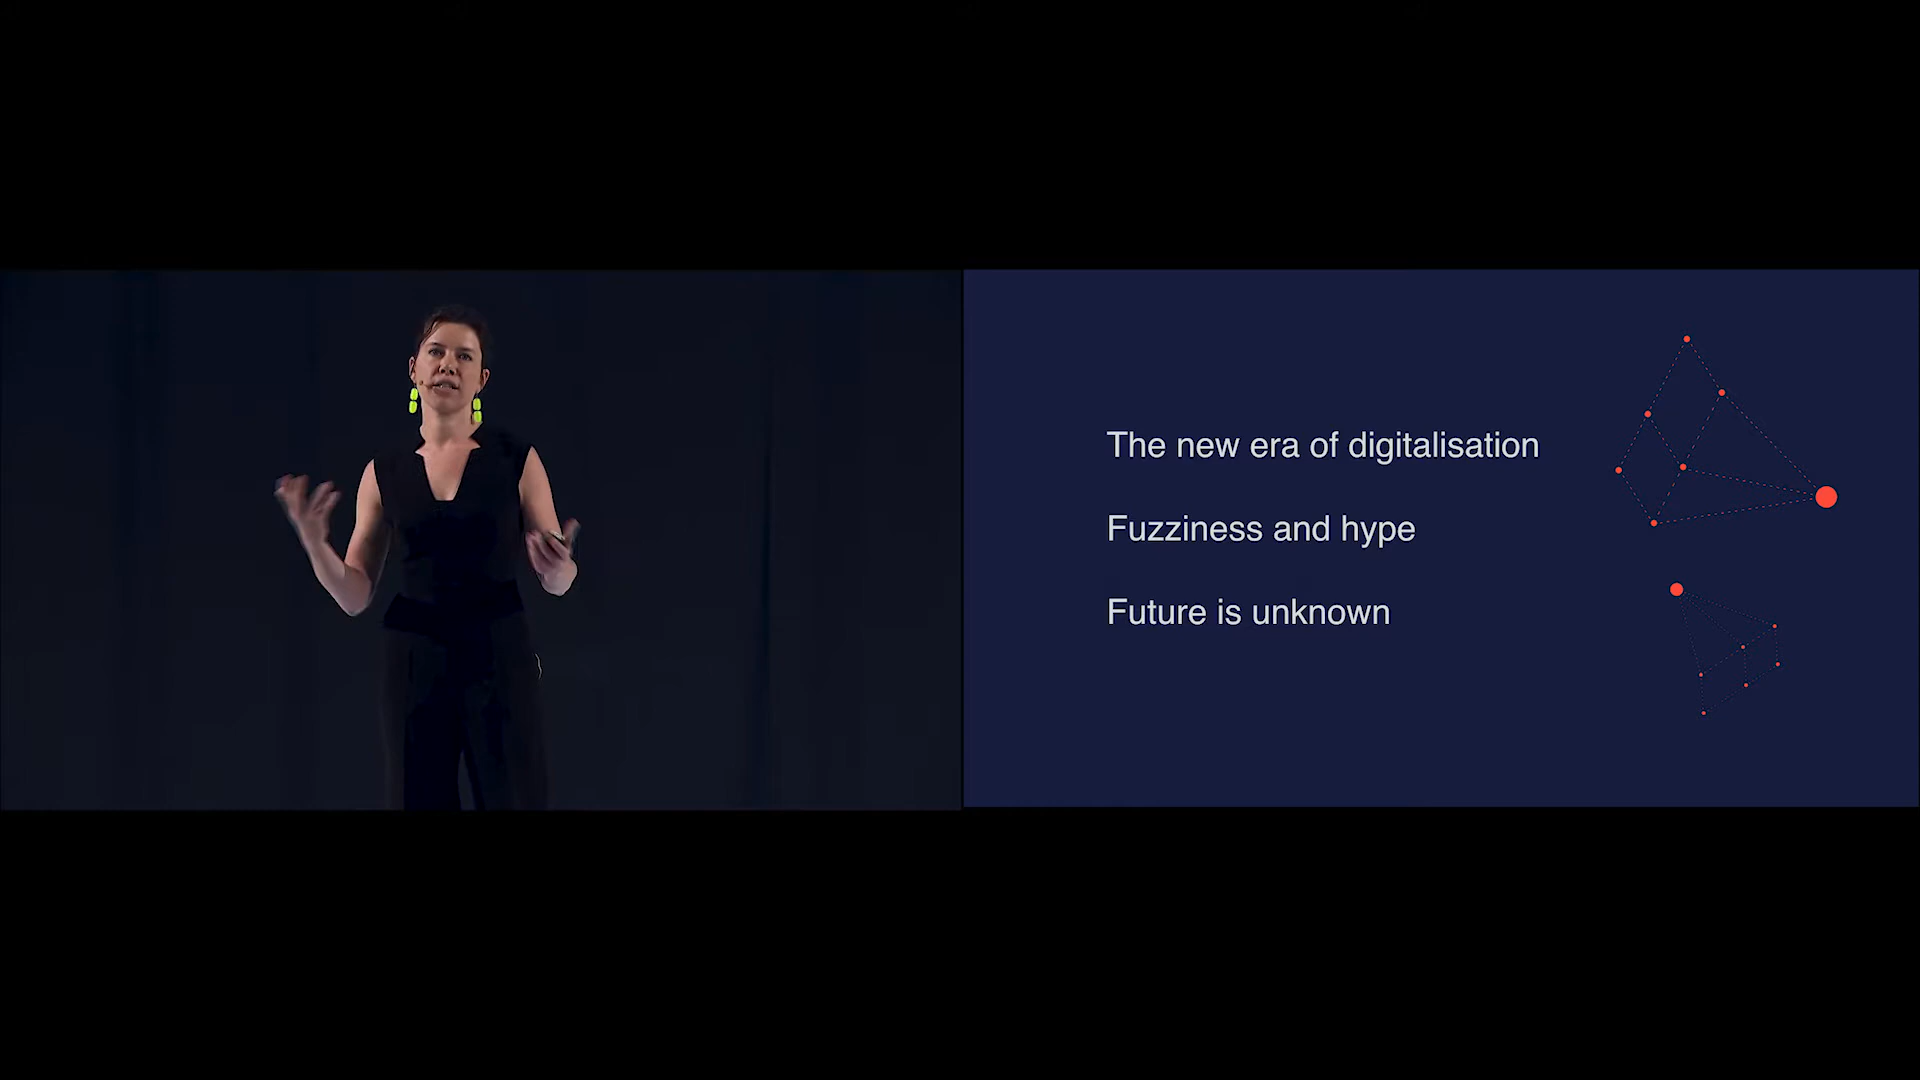 The new era of digitalisation
Fuzziness and hype
Future is unknown